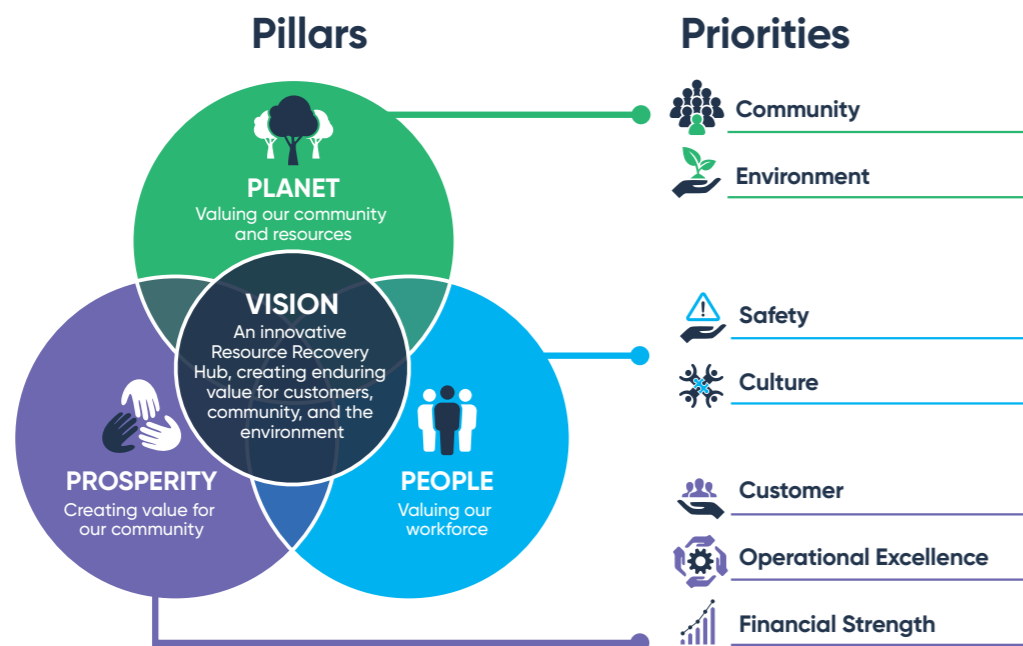 Pillars
Priorities
PLANET
Valuing our community
and resources
VISION
An innovative
Resource Recovery
Hub, creating enduring
value for customers,
community, and the
environment
PROSPERITY
Creating value for
our community
PEOPLE
Valuing our
workforce
Community
Environment
Safety
Culture
Customer
Operational Excellence
Financial Strength